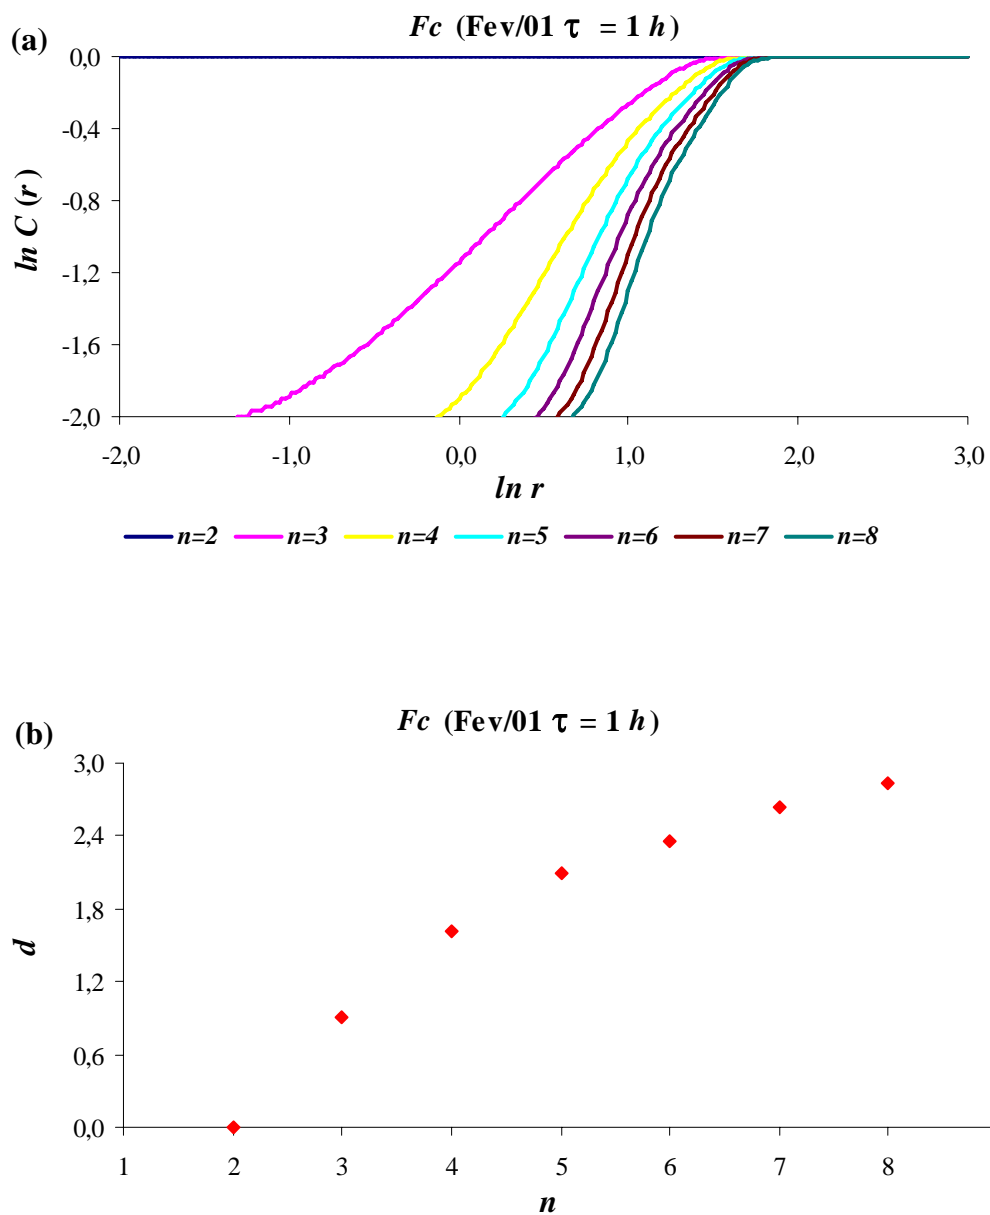 (a)
Fc (Fev/01 τ = 1 h)
0,0
-0,4
-0,8
-1,2
-1,6
-2,0
ln C (r)
-2,0 -1,0 0,0 1,0 2,0 3,0
ln r
n=2 n=3 n=4 n=5 n=6 n=7 n=8
(b)
Fc (Fev/01 τ = 1 h)
3,0
2,4
1,8
1,2
0,6
0,0
d
1 2 3 4 5 6 7 8
n